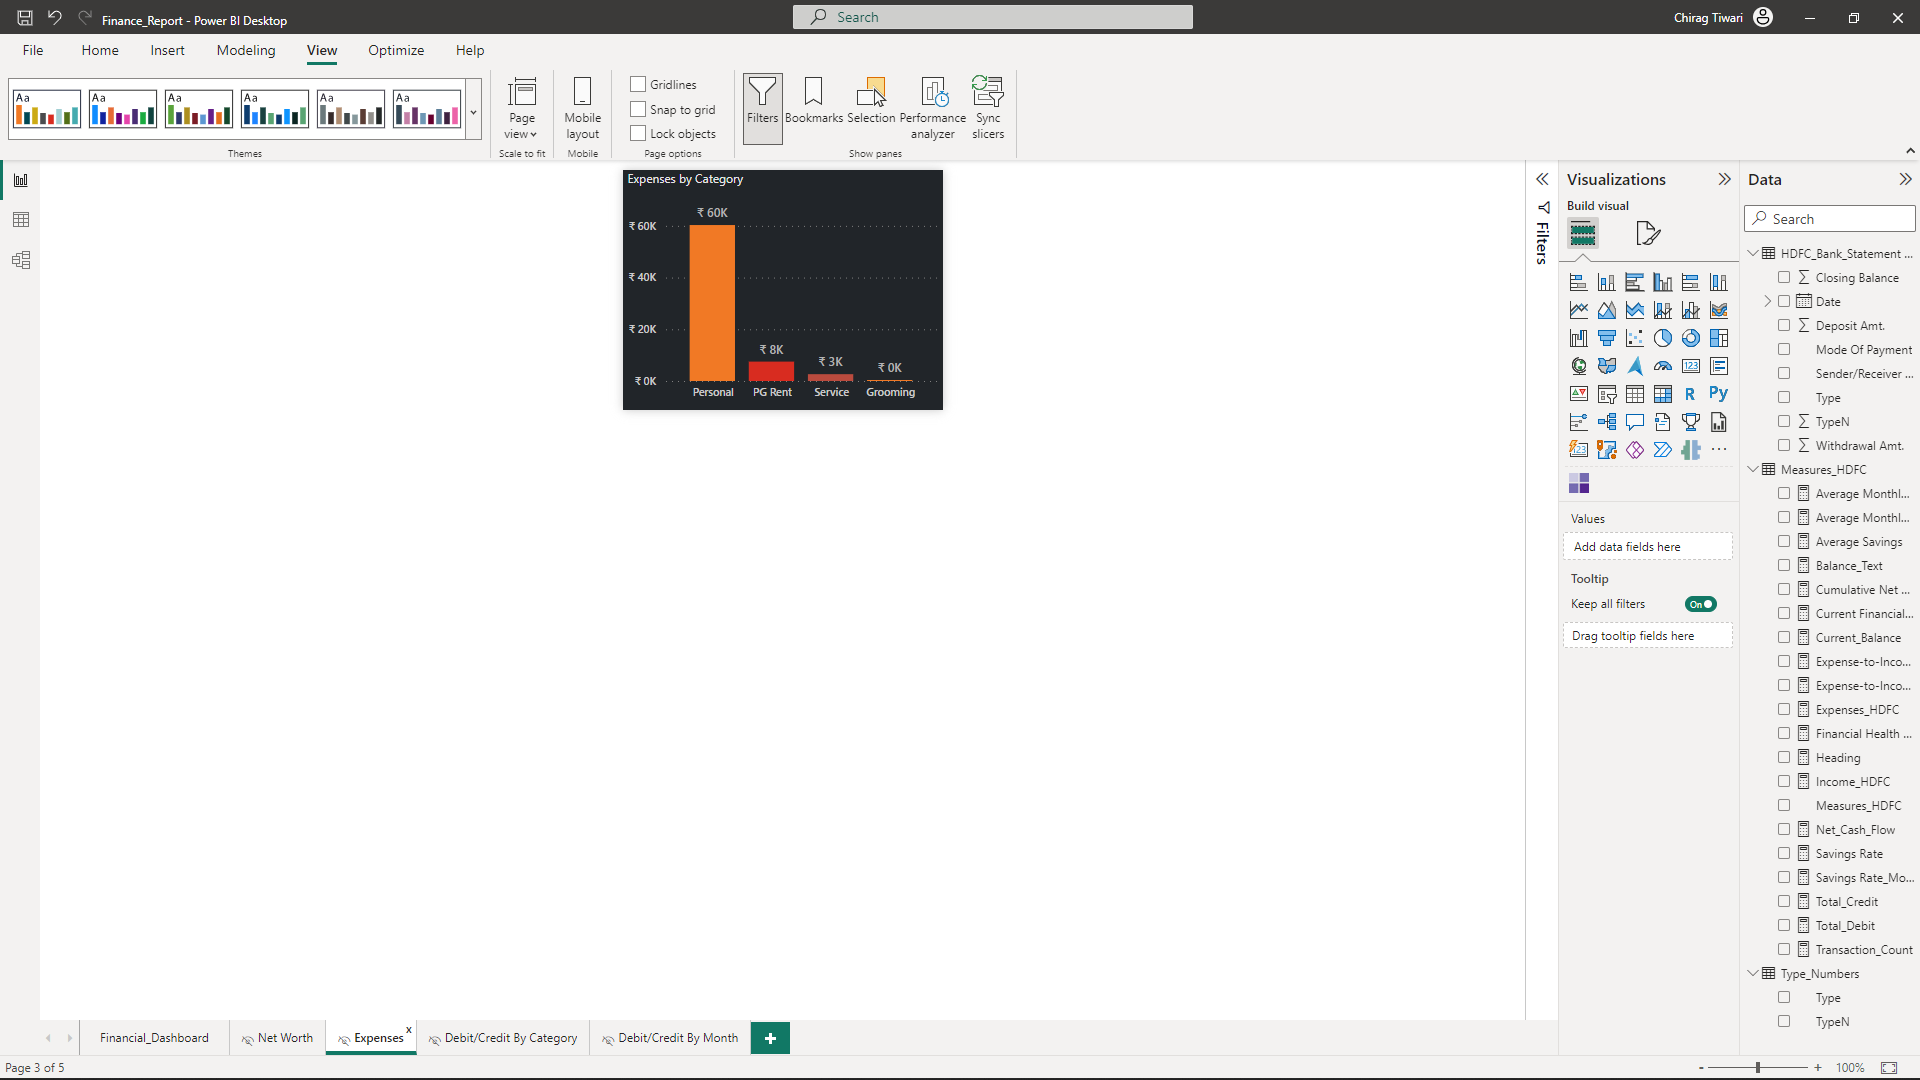 Finance_Report - Power BI Desktop
Search
Chirag Tiwari
File
Home
Insert
Modeling
View
Optimize
Help
Aa
Aa
Aa
Aa
Aa
Aa
Themes
Page
view
Scale to fit
Mobile
layout
Mobile
Gridlines
Snap to grid
Lock objects
Page options
Filters
Bookmarks
Selection
Performance
analyzer
Sync
slicers
Show panes
Expenses by Category
₹ 60K
₹ 40K
₹ 20K
₹ 0K
₹ 60K
₹ 8K
₹ 3K
₹ 0K
Personal
PG Rent
Service
Grooming
Filters
Visualizations
Build visual
123
R
Py
123
Values
Add data fields here
Tooltip
Keep all filters
On
Drag tooltip fields here
Data
Search
HDFC_Bank_Statement ...
Closing Balance
Date
Deposit Amt.
Mode Of Payment
Sender/Receiver ...
Type
TypeN
Withdrawal Amt.
Measures_HDFC
Average Monthl...
Average Monthl...
Average Savings
Balance_Text
Cumulative Net ...
Current Financial...
Current_Balance
Expense-to-Inco...
Expense-to-Inco...
Expenses_HDFC
Financial Health ...
Heading
Income_HDFC
Measures_HDFC
Net_Cash_Flow
Savings Rate
Savings Rate_Mo...
Total_Credit
Total_Debit
Transaction_Count
Type_Numbers
Type
TypeN
Financial_Dashboard
Net Worth
Expenses
x
Debit/Credit By Category
Debit/Credit By Month
+
Page 3 of 5
- + 100%